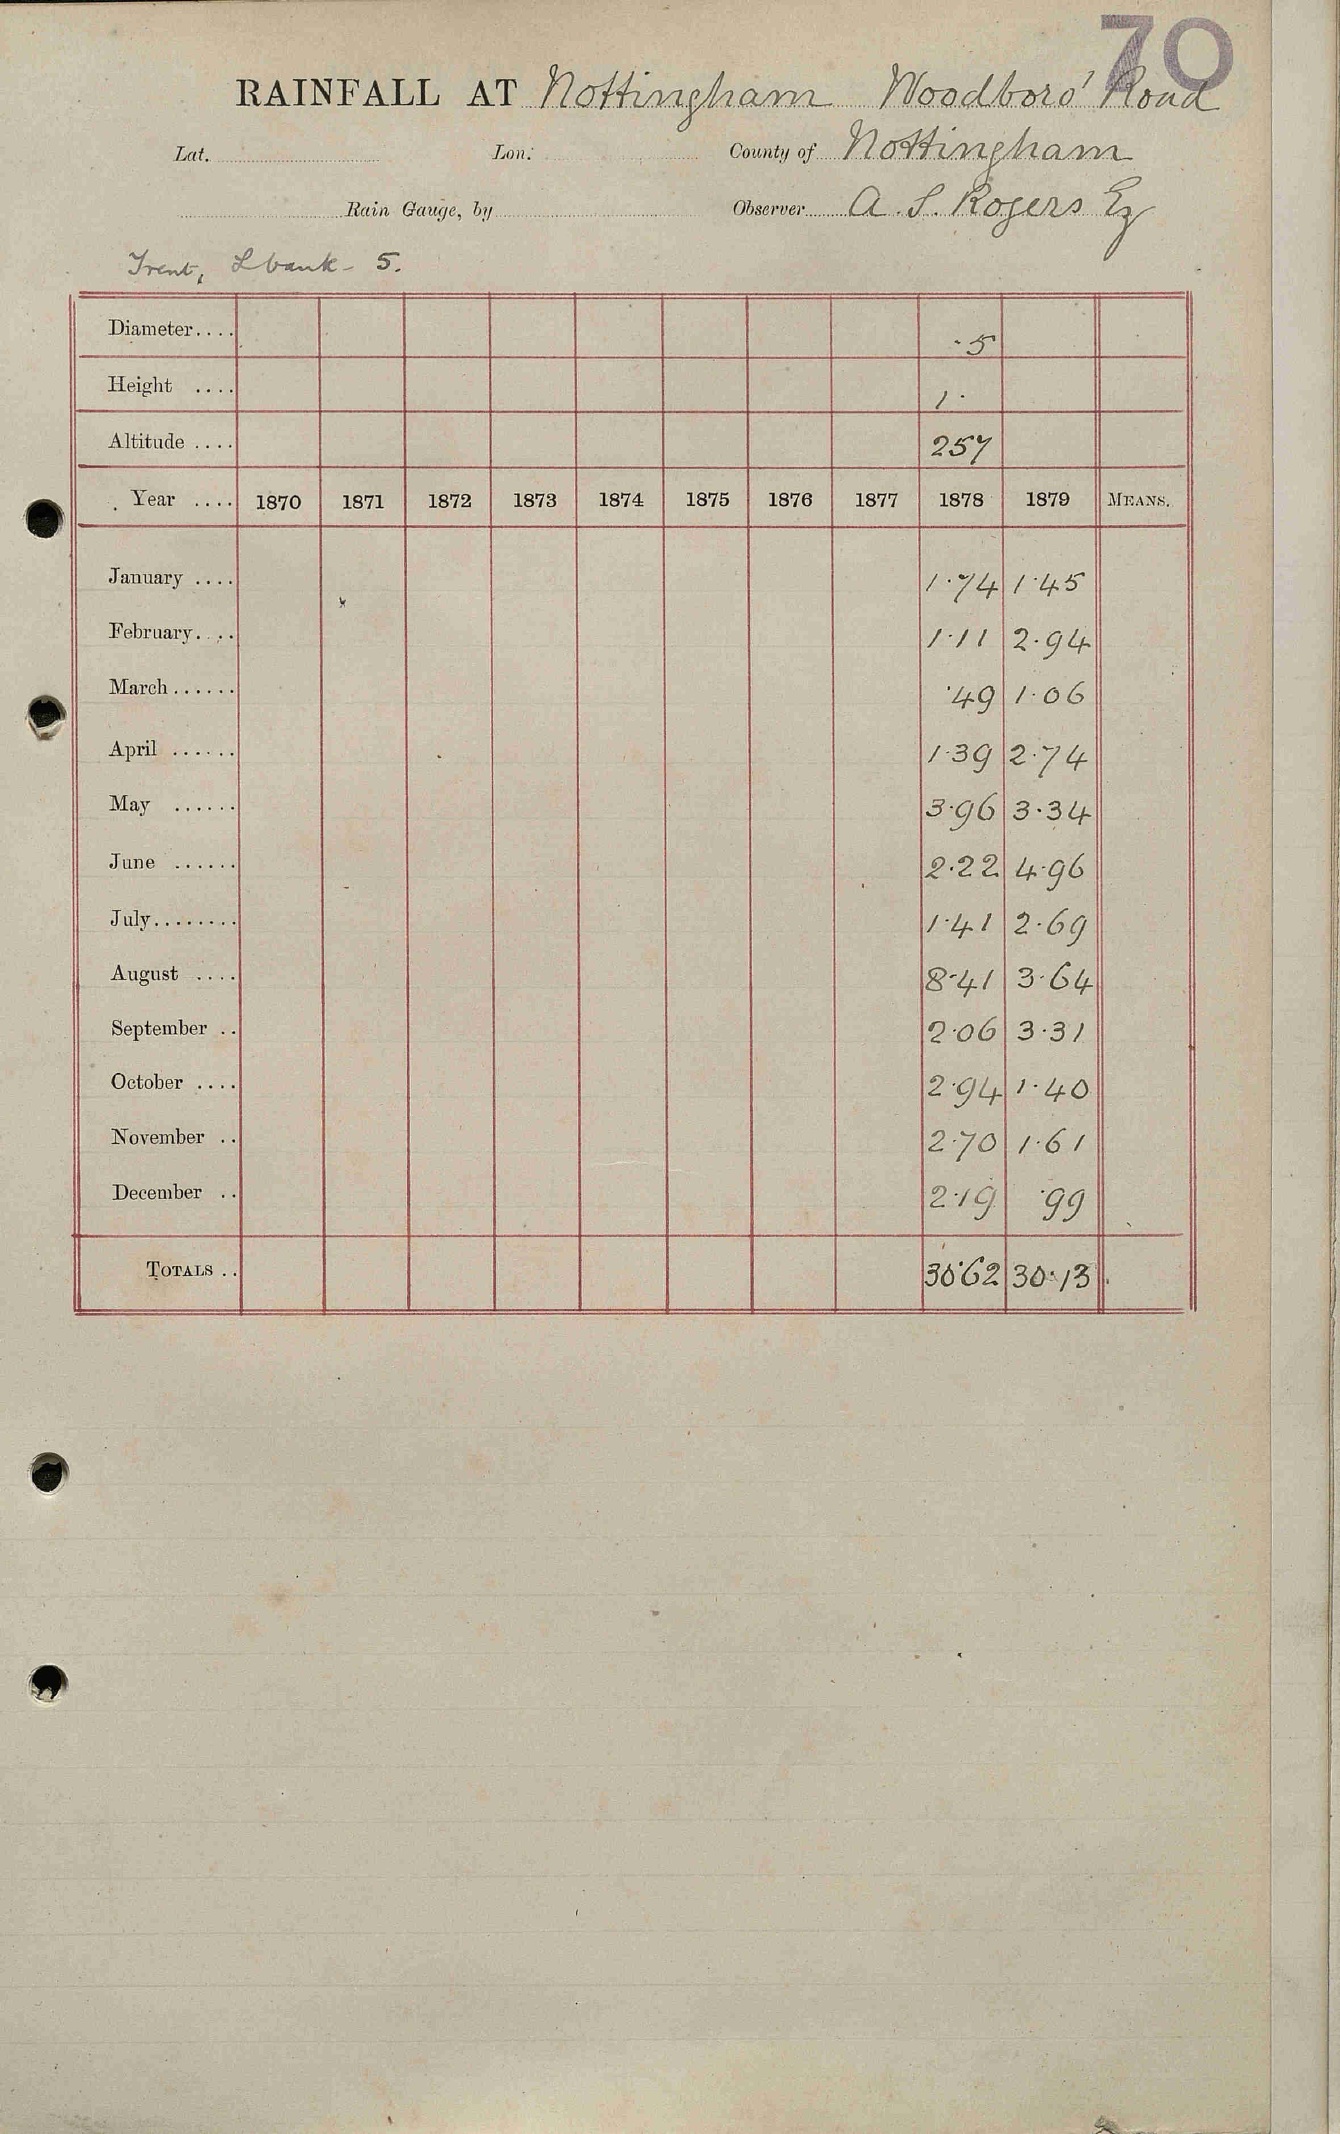 70
RAINFALL AT Nottingham Woodboro' Road
Lat. Lon. County of Nottingham
Rain Gauge, by Observer A. S. Rogers Eq
Trent, L bank - 5.
Diameter.... ·5
Height .... 1·
Altitude .... 257
Year .... 1870 1871 1872 1873 1874 1875 1876 1877 1878 1879 MEANS.
January .... 1·74 1·45
February.... 1·11 2·94
March...... ·49 1·06
April ...... 1·39 2·74
May ...... 3·96 3·34
June ...... 2·22 4·96
July........ 1·41 2·69
August .... 8·41 3·64
September .. 2·06 3·31
October .... 2·94 1·40
November .. 2·70 1·61
December .. 2·19 ·99
TOTALS .. 30·62 30·13